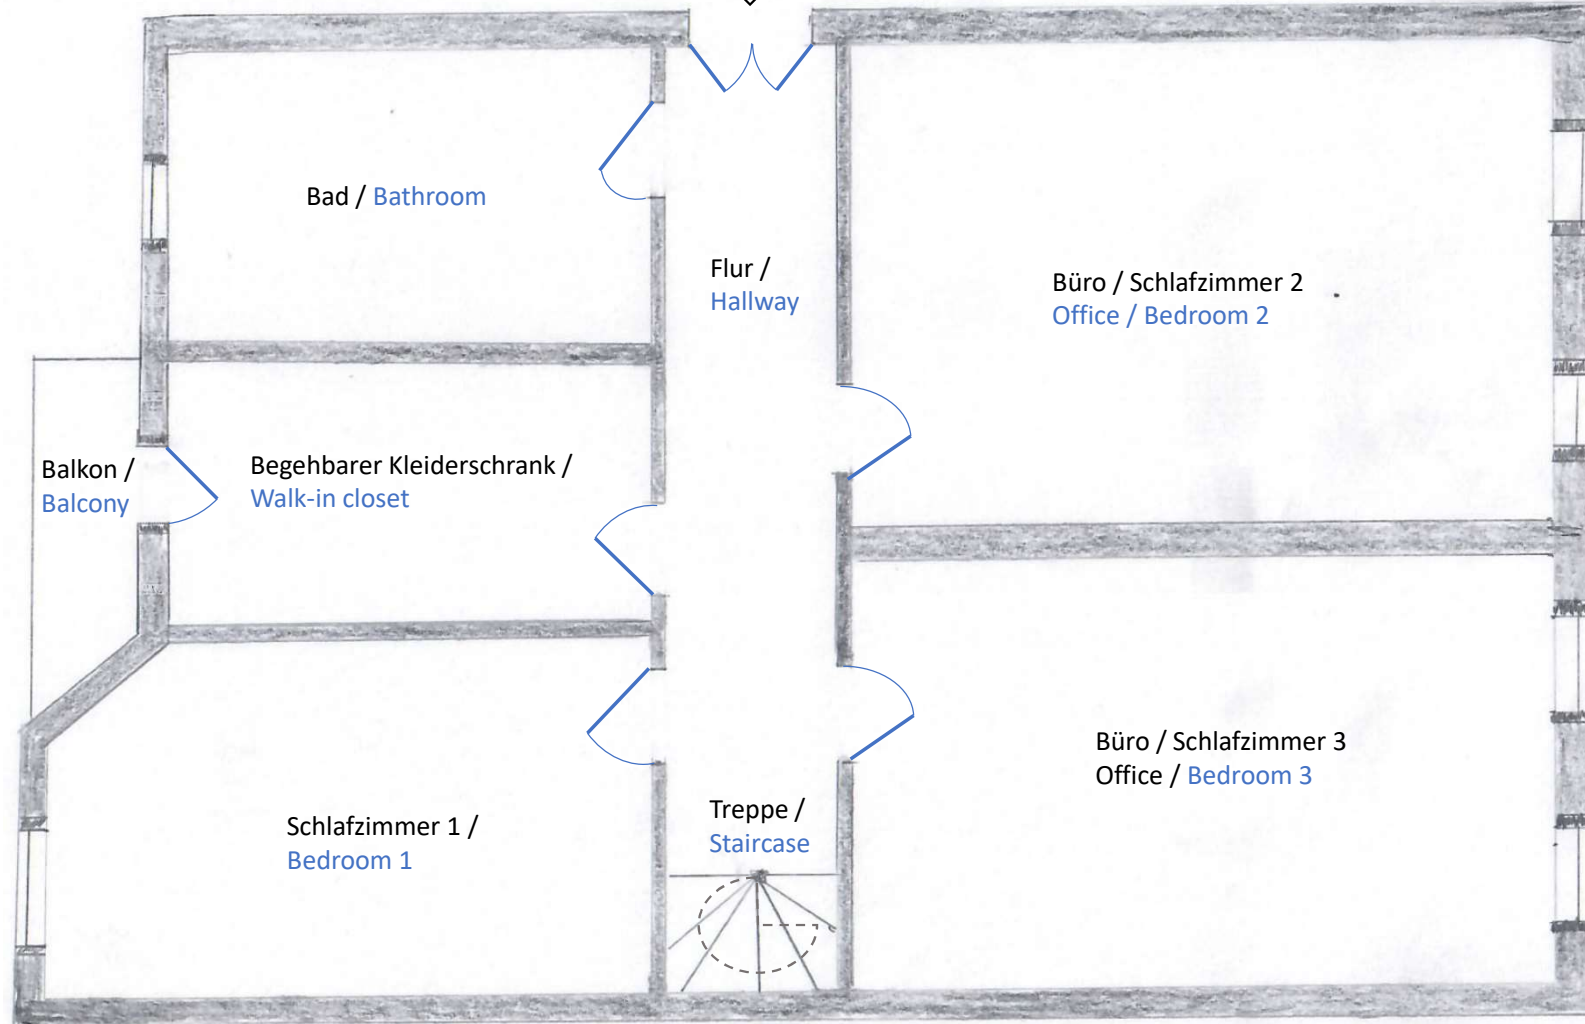 Bad / Bathroom
Flur /
Hallway
Büro / Schlafzimmer 2
Office / Bedroom 2
Balkon /
Balcony
Begehbarer Kleiderschrank /
Walk-in closet
Schlafzimmer 1 /
Bedroom 1
Treppe /
Staircase
Büro / Schlafzimmer 3
Office / Bedroom 3